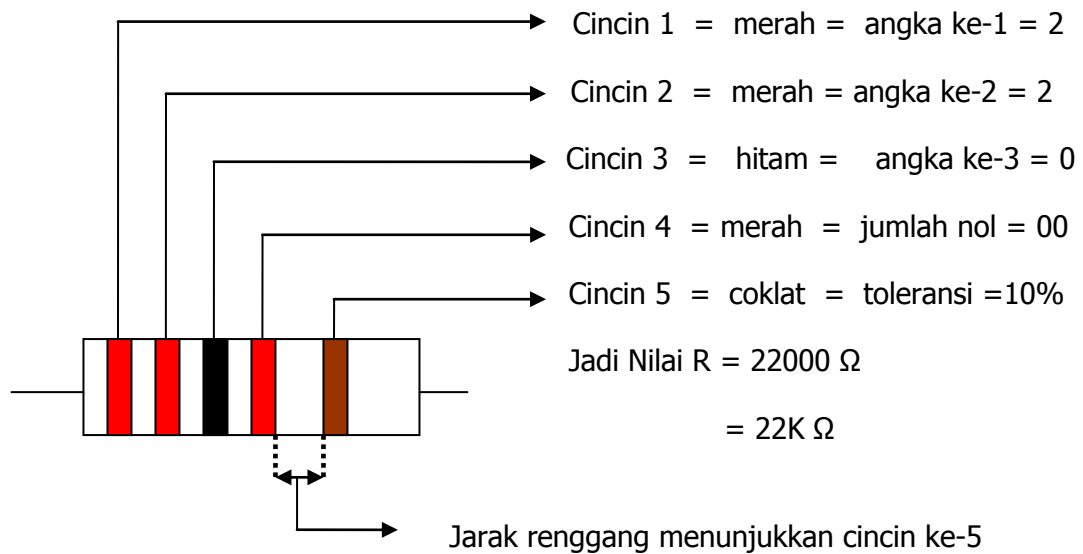 Cincin 1 = merah = angka ke-1 = 2
Cincin 2 = merah = angka ke-2 = 2
Cincin 3 = hitam = angka ke-3 = 0
Cincin 4 = merah = jumlah nol = 00
Cincin 5 = coklat = toleransi =10%
Jadi Nilai R = 22000 Ω
= 22K Ω
Jarak renggang menunjukkan cincin ke-5